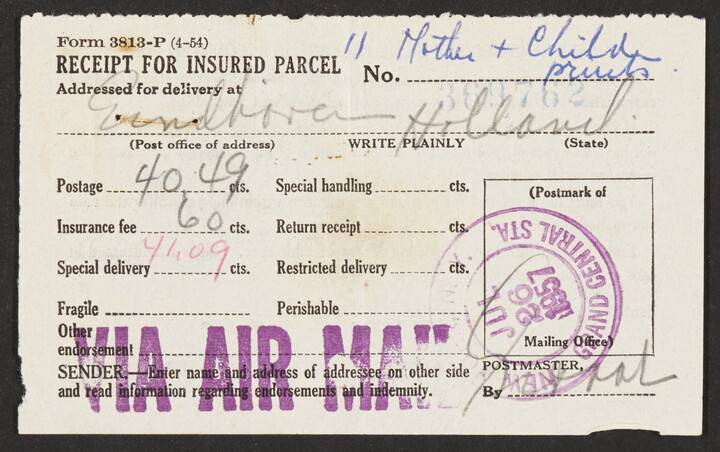 Form 3813-P (4-54)
11 Mother + Child
prints.
RECEIPT FOR INSURED PARCEL No.
369762
Addressed for delivery at
Eindhoven Holland.
(Post office of address) WRITE PLAINLY (State)
Postage 40.49 cts. Special handling cts.
Insurance fee 60 cts. Return receipt cts.
41.09
Special delivery cts. Restricted delivery cts.
Fragile Perishable
Other
endorsement
VIA AIR MAIL
SENDER.—Enter name and address of addressee on other side
and read information regarding endorsements and indemnity.
(Postmark of
Mailing Office)
NEW GRAND CENTRAL STA. N.Y.
JUL
26
1957
POSTMASTER,
By